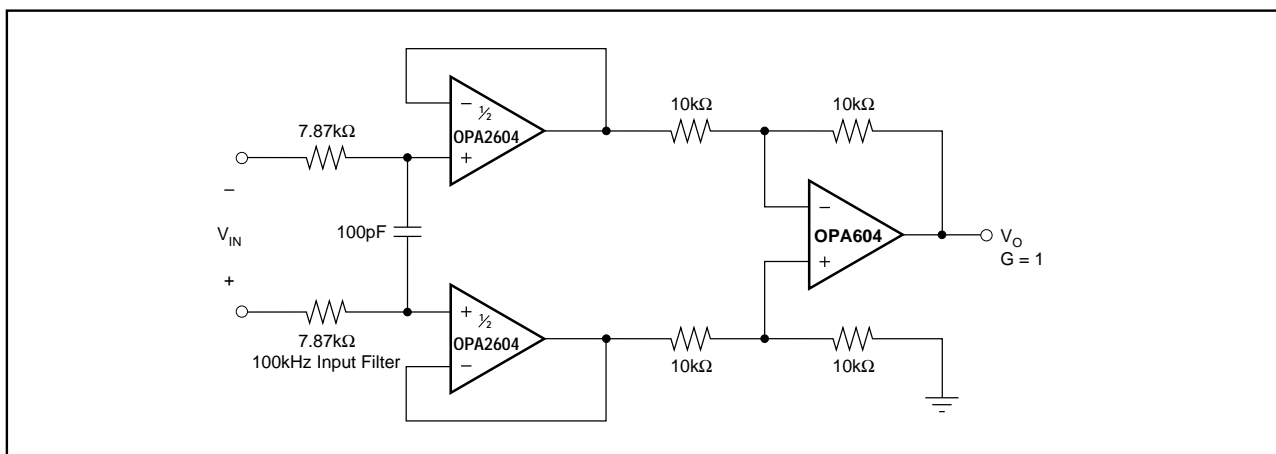 10kΩ
10kΩ
−
½
OPA2604
+
7.87kΩ
−
V_IN
+
100pF
−
OPA604
+
V_O
G = 1
+
½
OPA2604
−
7.87kΩ
100kHz Input Filter
10kΩ
10kΩ